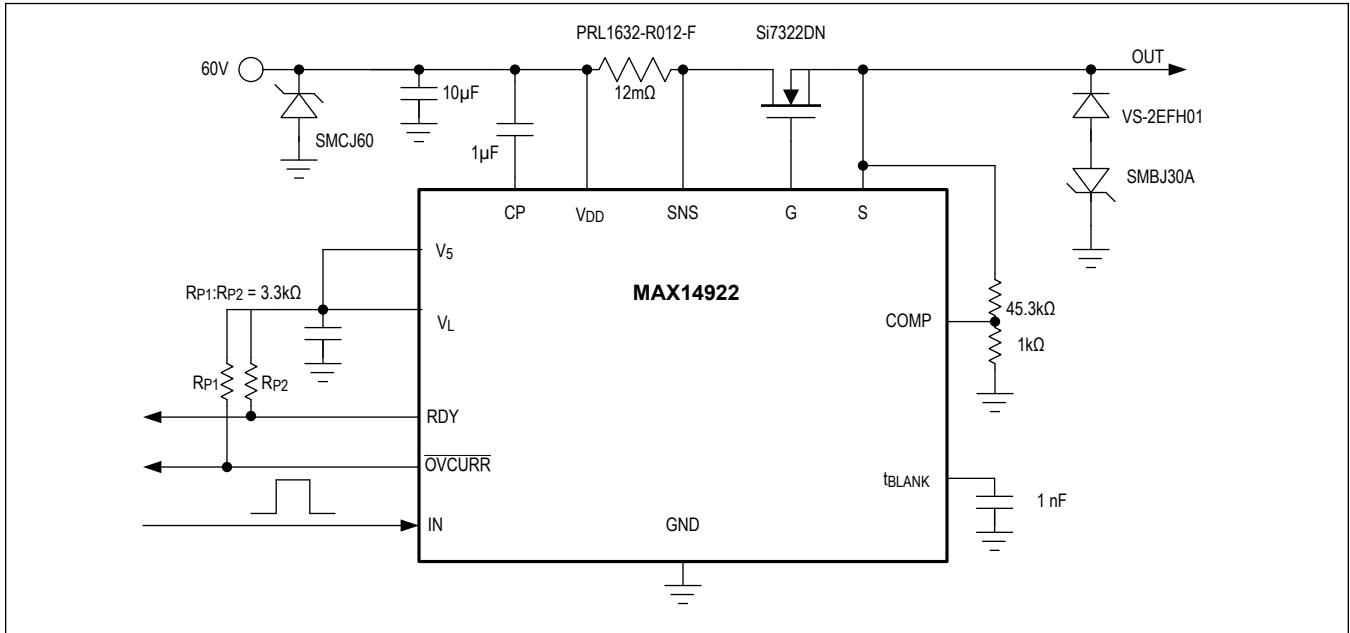 PRL1632-R012-F
Si7322DN
60V
OUT
10µF
12mΩ
VS-2EFH01
SMCJ60
1µF
SMBJ30A
CP
VDD
SNS
G
S
V5
MAX14922
RP1:RP2 = 3.3kΩ
45.3kΩ
VL
COMP
1kΩ
RP1
RP2
RDY
OVCURR
tBLANK
1 nF
IN
GND